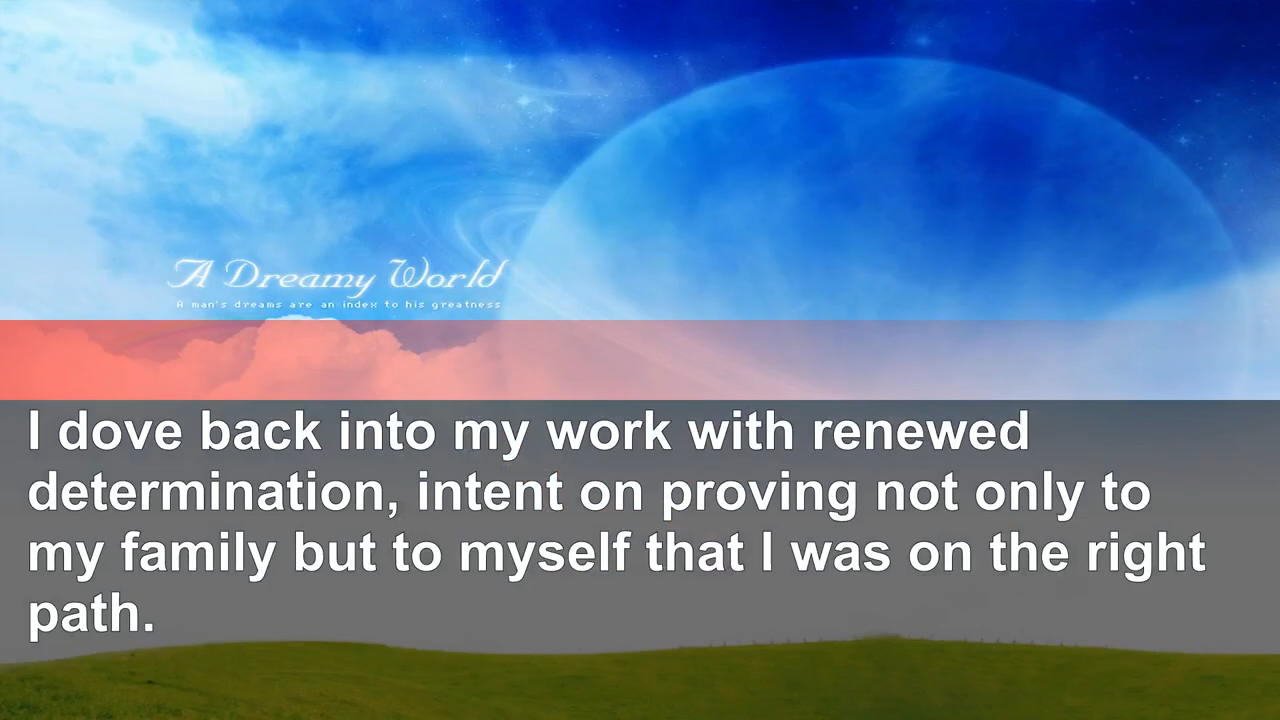 A Dreamy World
A man's dreams are an index to his greatness
I dove back into my work with renewed
determination, intent on proving not only to
my family but to myself that I was on the right
path.